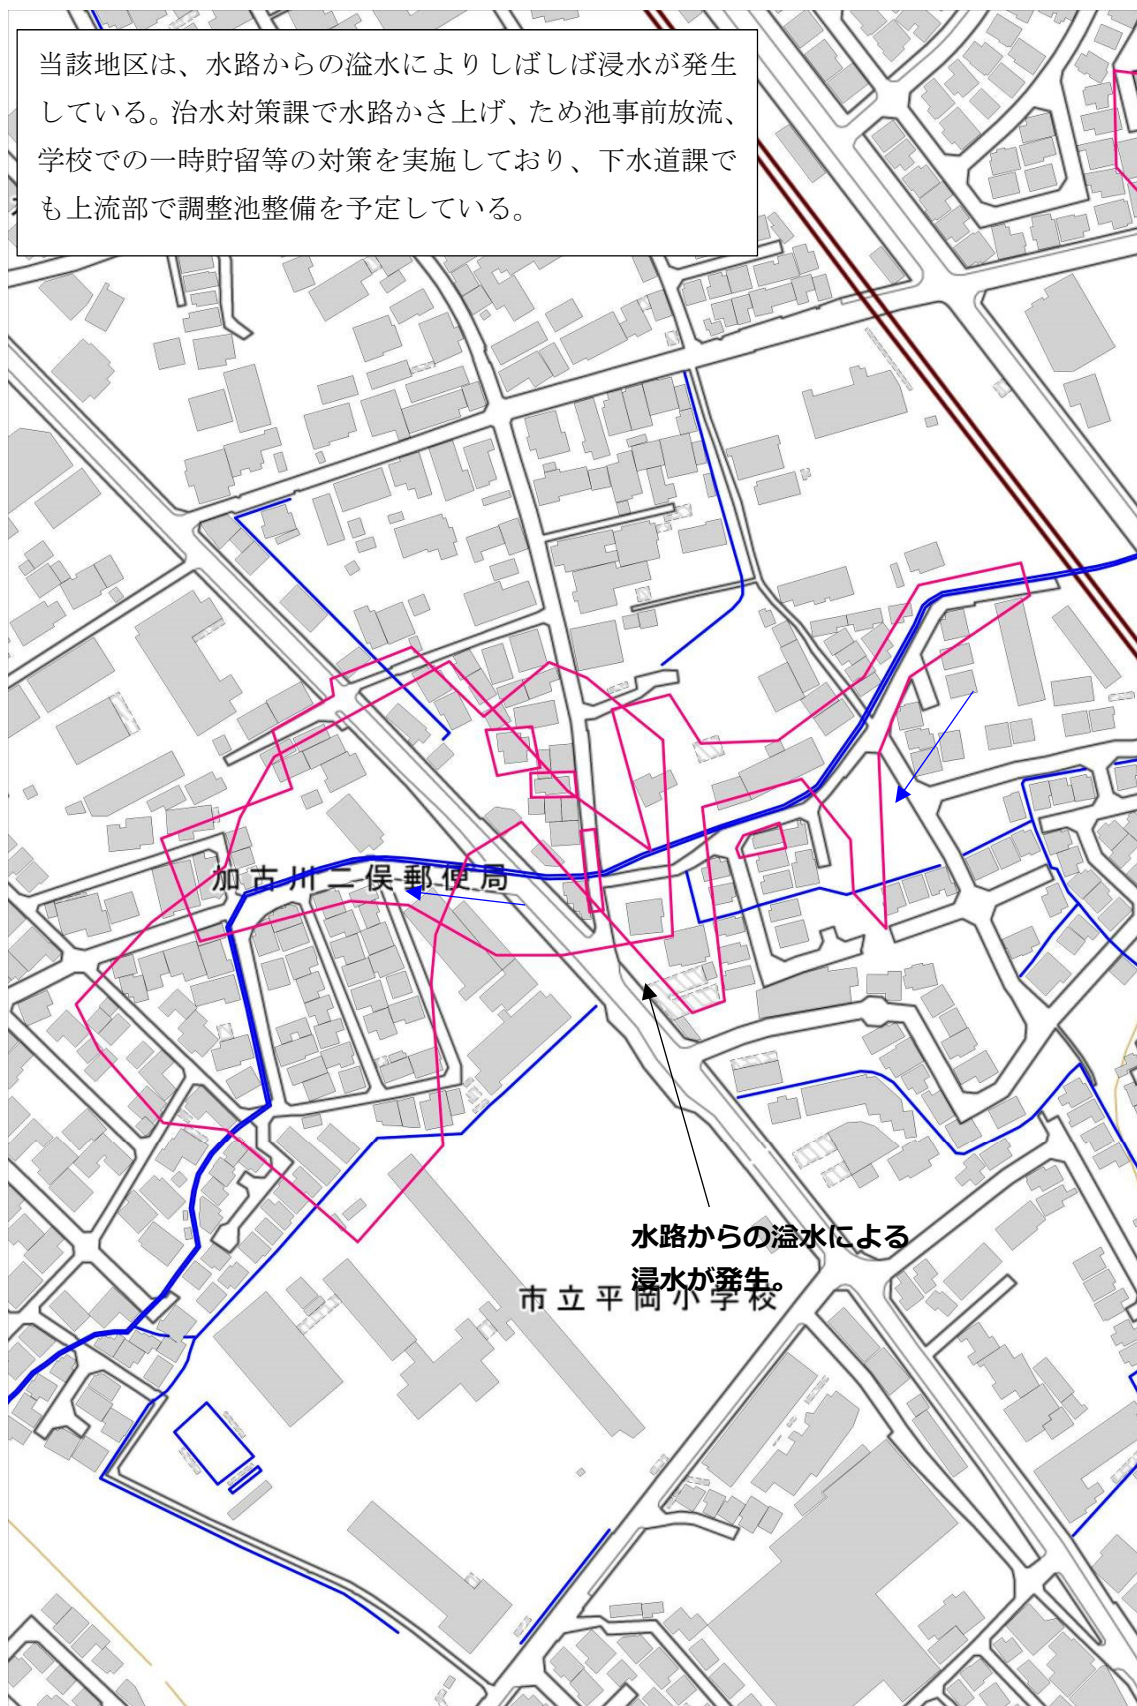 当該地区は、水路からの溢水によりしばしば浸水が発生
している。治水対策課で水路かさ上げ、ため池事前放流、
学校での一時貯留等の対策を実施しており、下水道課で
も上流部で調整池整備を予定している。
加古川二俣郵便局
水路からの溢水による
浸水が発生。
市立平岡小学校